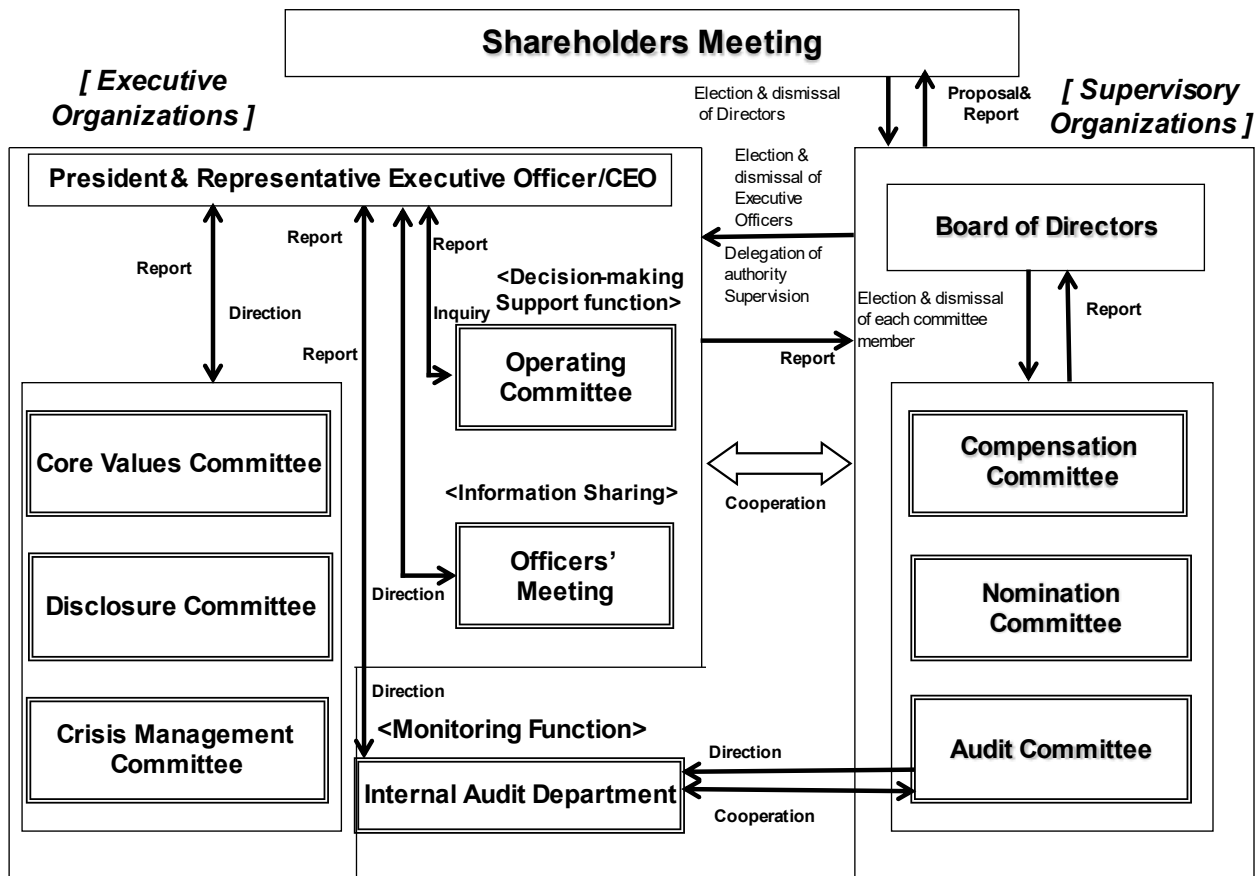 Shareholders Meeting
[ Executive
Organizations ]
Election & dismissal
of Directors
Proposal&
Report
[ Supervisory
Organizations ]
President & Representative Executive Officer/CEO
Election &
dismissal of
Executive
Officers
Board of Directors
Report
Report
Report
Delegation of
authority
Supervision
<Decision-making
Support function>
Direction
Inquiry
Election & dismissal
of each committee
member
Report
Report
Report
Operating
Committee
Core Values Committee
Compensation
Committee
Cooperation
<Information Sharing>
Officers’
Meeting
Direction
Disclosure Committee
Nomination
Committee
Direction
<Monitoring Function>
Crisis Management
Committee
Audit Committee
Direction
Internal Audit Department
Cooperation